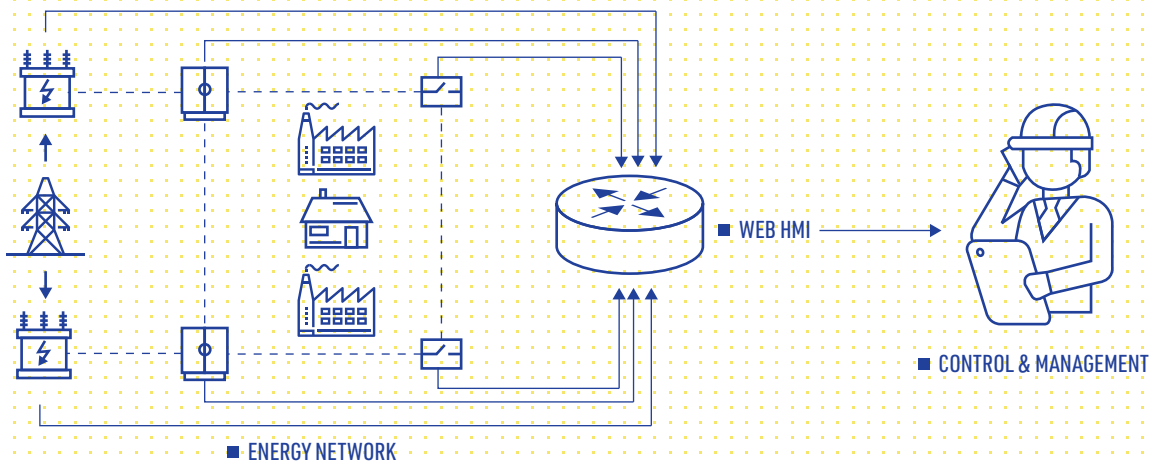 WEB HMI
CONTROL & MANAGEMENT
ENERGY NETWORK